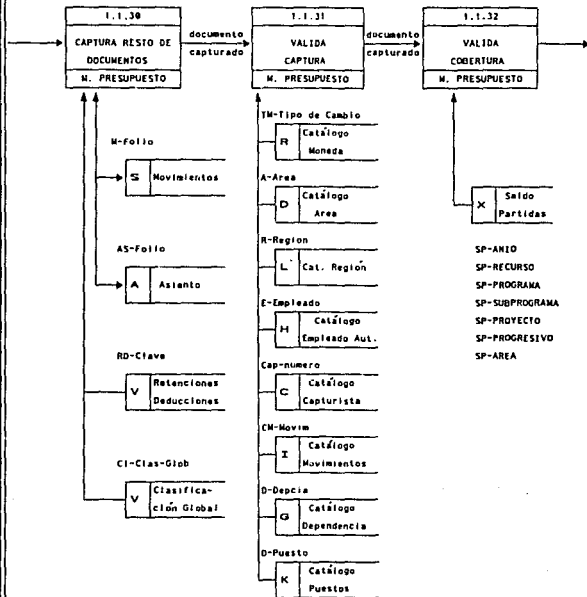 1.1.30
CAPTURA RESTO DE
DOCUMENTOS
M. PRESUPUESTO
documento
capturado
1.1.31
VALIDA
CAPTURA
M. PRESUPUESTO
documento
capturado
1.1.32
VALIDA
COBERTURA
M. PRESUPUESTO
M-Folio
S
Movimientos
AS-Folio
A
Asiento
RD-Clave
V
Retenciones
Deducciones
Cl-Clas-Glob
V
Clasifica-
ción Global
TM-Tipo de Cambio
R
Catálogo
Moneda
A-Area
D
Catálogo
Area
R-Region
L
Cat. Región
E-Empleado
H
Catálogo
Empleado Aut.
Cap-numero
C
Catálogo
Capturista
CM-Movim
I
Catálogo
Movimientos
D-Depcia
G
Catálogo
Dependencia
D-Puesto
K
Catálogo
Puestos
X
Saldo
Partidas
SP-ANIO
SP-RECURSO
SP-PROGRAMA
SP-SUBPROGRAMA
SP-PROYECTO
SP-PROGRESIVO
SP-AREA